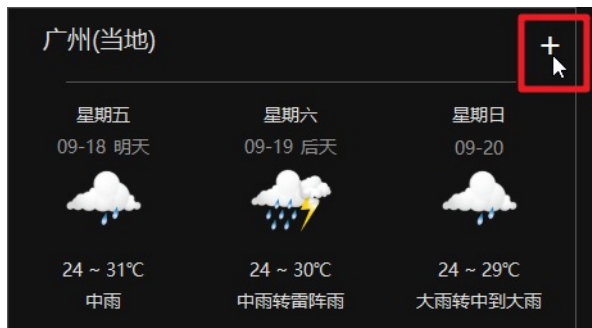 广州(当地)
+
星期五 星期六 星期日
09-18 明天 09-19 后天 09-20
24 ~ 31℃ 24 ~ 30℃ 24 ~ 29℃
中雨 中雨转雷阵雨 大雨转中到大雨